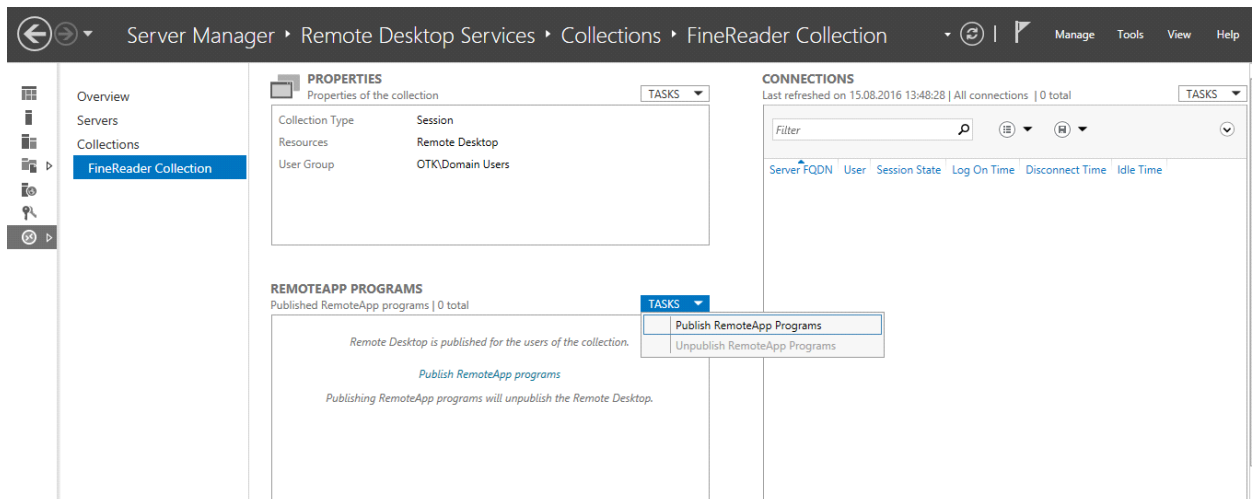 Server Manager ‣ Remote Desktop Services ‣ Collections ‣ FineReader Collection
Manage Tools View Help
Overview
Servers
Collections
FineReader Collection
PROPERTIES
Properties of the collection
TASKS
Collection Type Session
Resources Remote Desktop
User Group OTK\Domain Users
REMOTEAPP PROGRAMS
Published RemoteApp programs | 0 total
TASKS
Publish RemoteApp Programs
Unpublish RemoteApp Programs
Remote Desktop is published for the users of the collection.
Publish RemoteApp programs
Publishing RemoteApp programs will unpublish the Remote Desktop.
CONNECTIONS
Last refreshed on 15.08.2016 13:48:28 | All connections | 0 total
TASKS
Filter
Server FQDN User Session State Log On Time Disconnect Time Idle Time